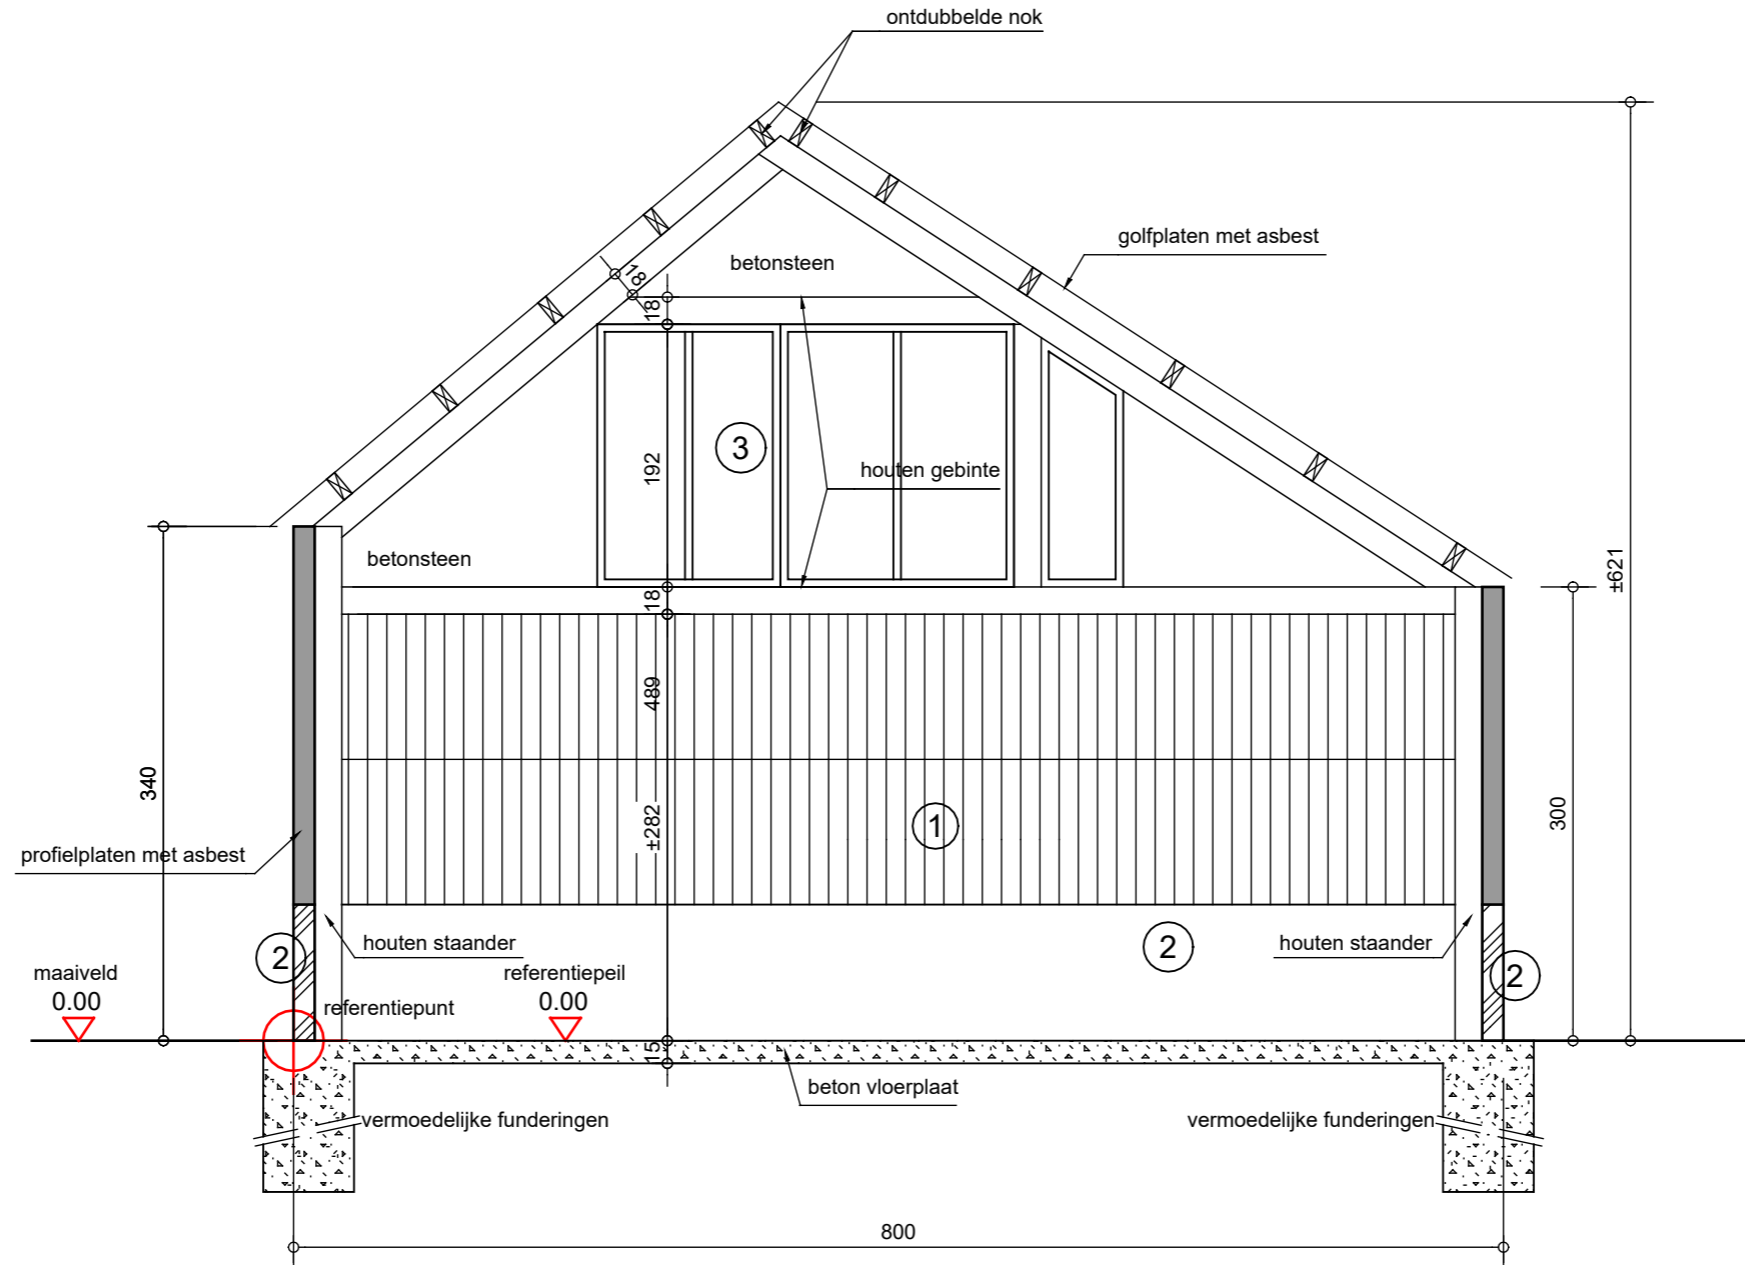 ontdubbelde nok
golfplaten met asbest
betonsteen
18
18
3
192
houten gebinte
betonsteen
±621
18
489
340
±282
1
300
profielplaten met asbest
houten staander
2
2
houten staander
2
maaiveld
0.00
referentiepeil
0.00
referentiepunt
15
beton vloerplaat
vermoedelijke funderingen
vermoedelijke funderingen
800